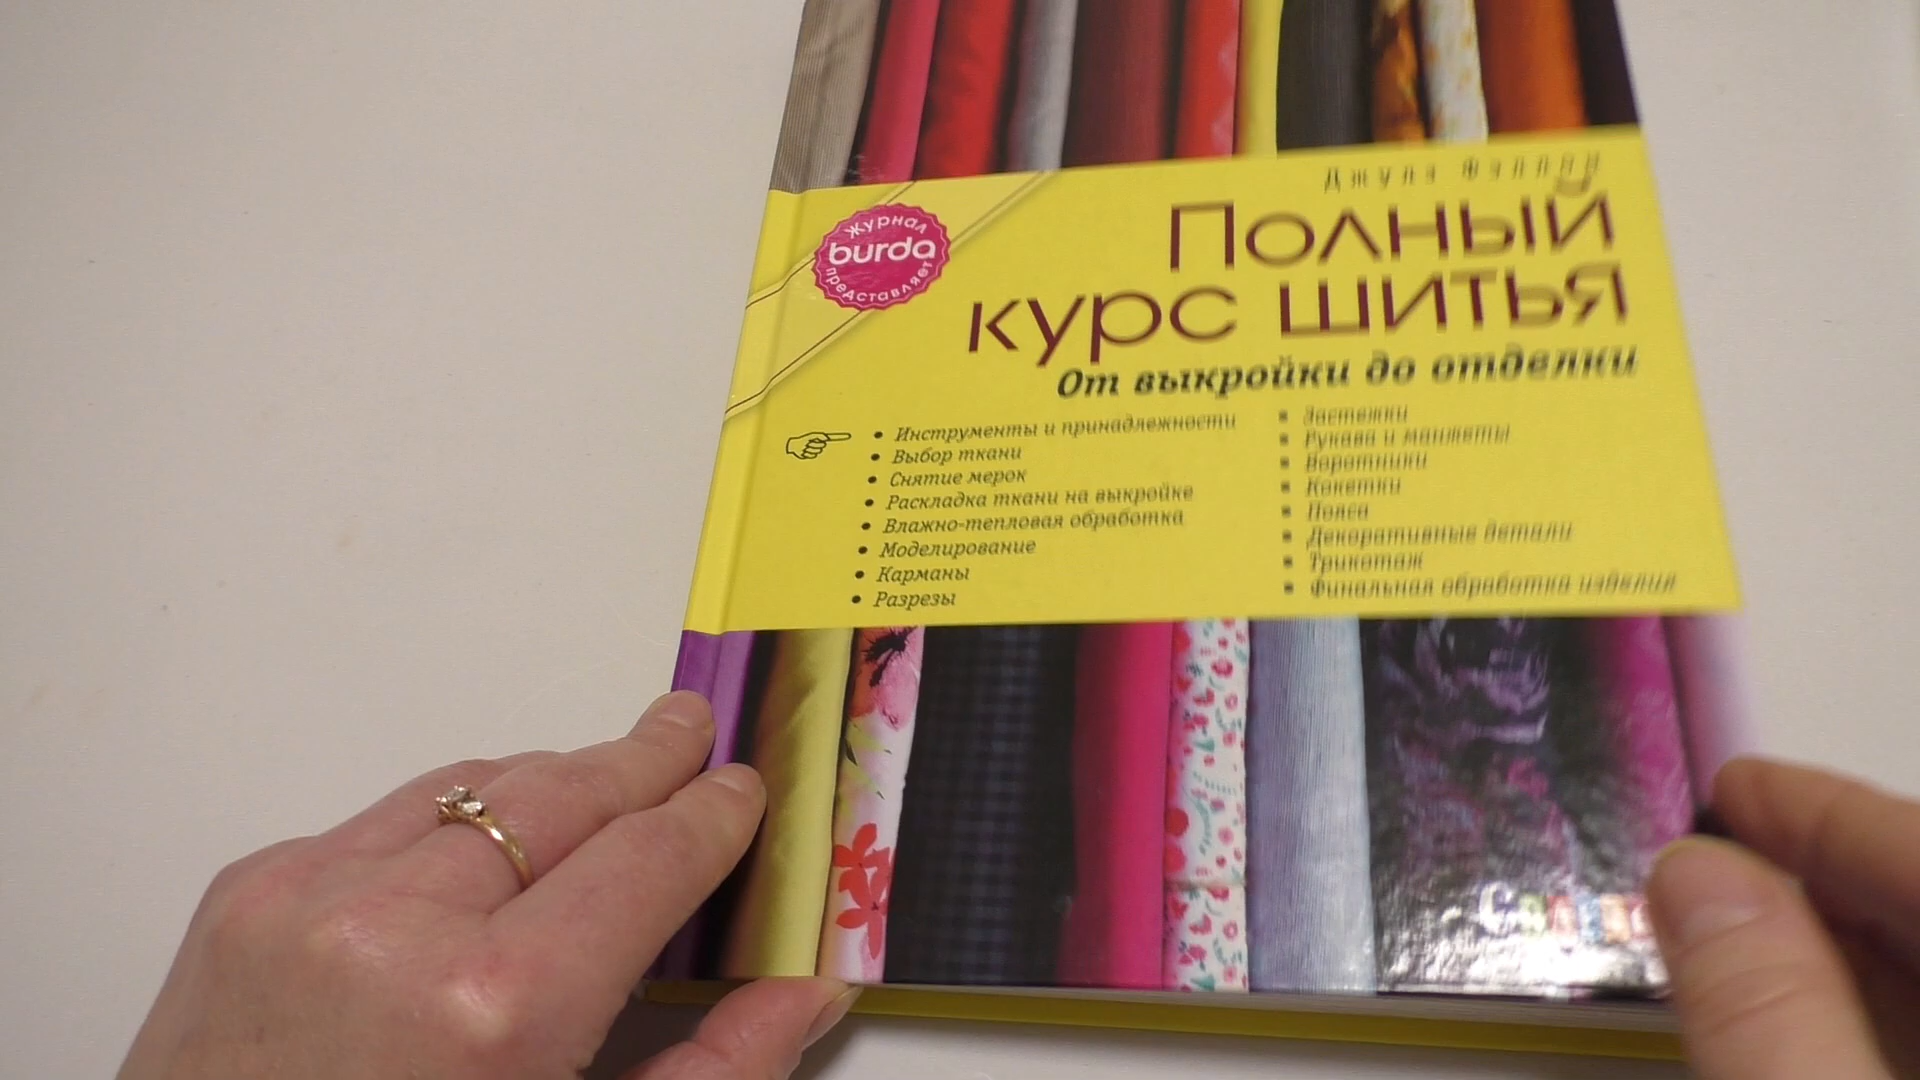 Джулз Фэллон
Полный
курс шитья
От выкройки до отделки
Журнал
burda
представляет
• Инструменты и принадлежности
• Выбор ткани
• Снятие мерок
• Раскладка ткани на выкройке
• Влажно-тепловая обработка
• Моделирование
• Карманы
• Разрезы
• Застежки
• Рукава и манжеты
• Воротники
• Кокетки
• Пояса
• Декоративные детали
• Трикотаж
• Финальная обработка изделия